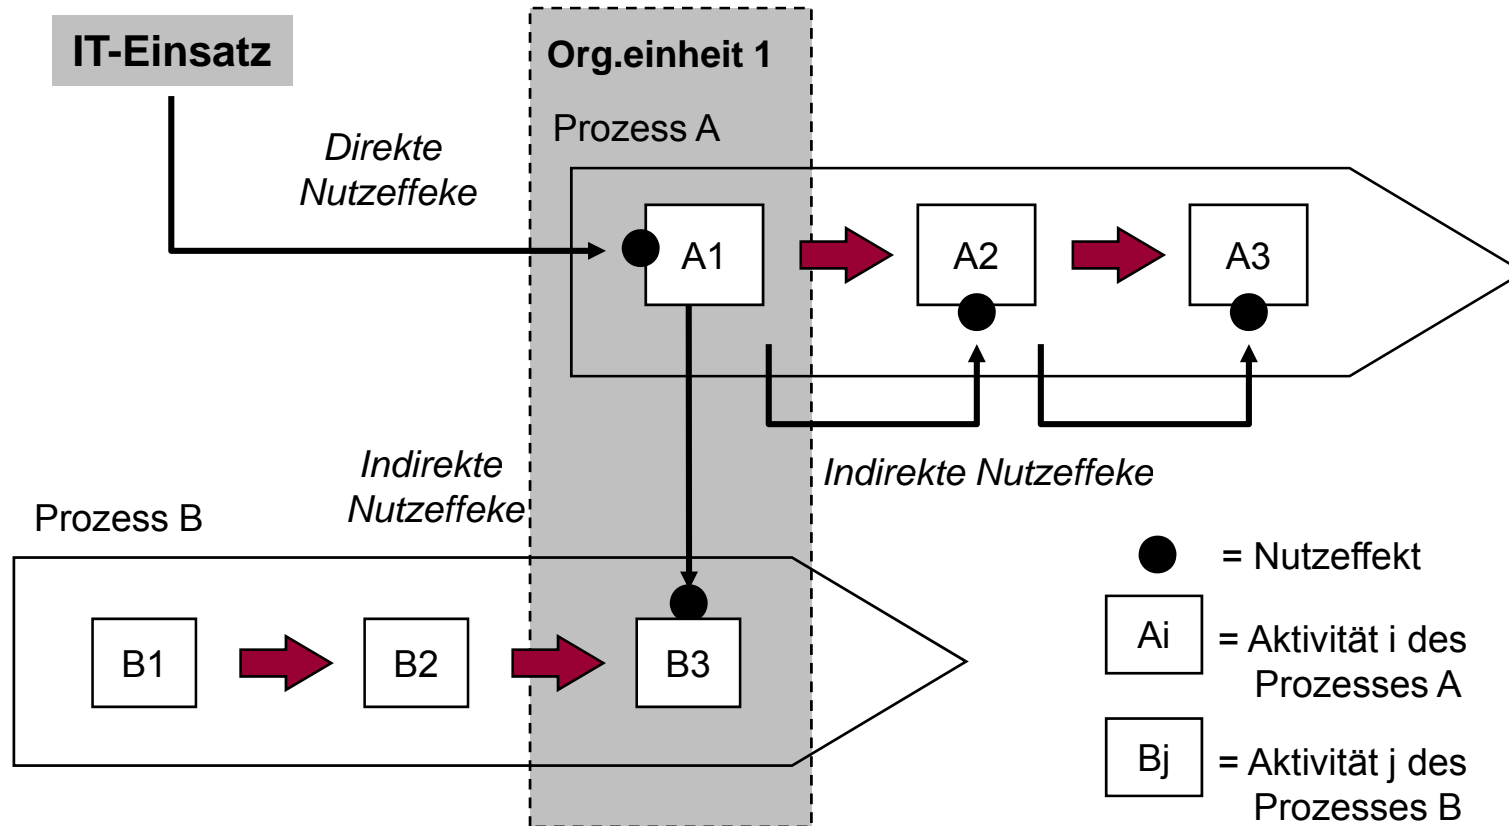 IT-Einsatz
Org.einheit 1
Prozess A
Direkte
Nutzeffeke
A1
A2
A3
Indirekte
Nutzeffeke
Indirekte Nutzeffeke
Prozess B
B1
B2
B3
= Nutzeffekt
Ai
= Aktivität i des
Prozesses A
Bj
= Aktivität j des
Prozesses B